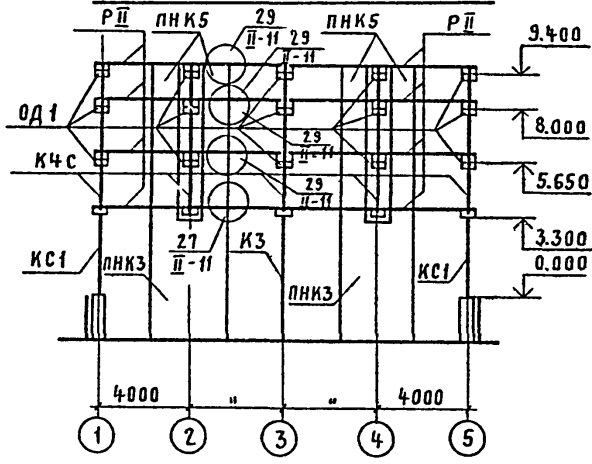 РⅡ ПНК5 29 ПНК5 РⅡ
Ⅱ-11 29
Ⅱ-11
9.400
ОД1
29
Ⅱ-11
8.000
К4С
29
Ⅱ-11
5.650
27
Ⅱ-11
К3
3.300
КС1
ПНК3
ПНК3
КС1
0.000
4000 " " 4000
1 2 3 4 5